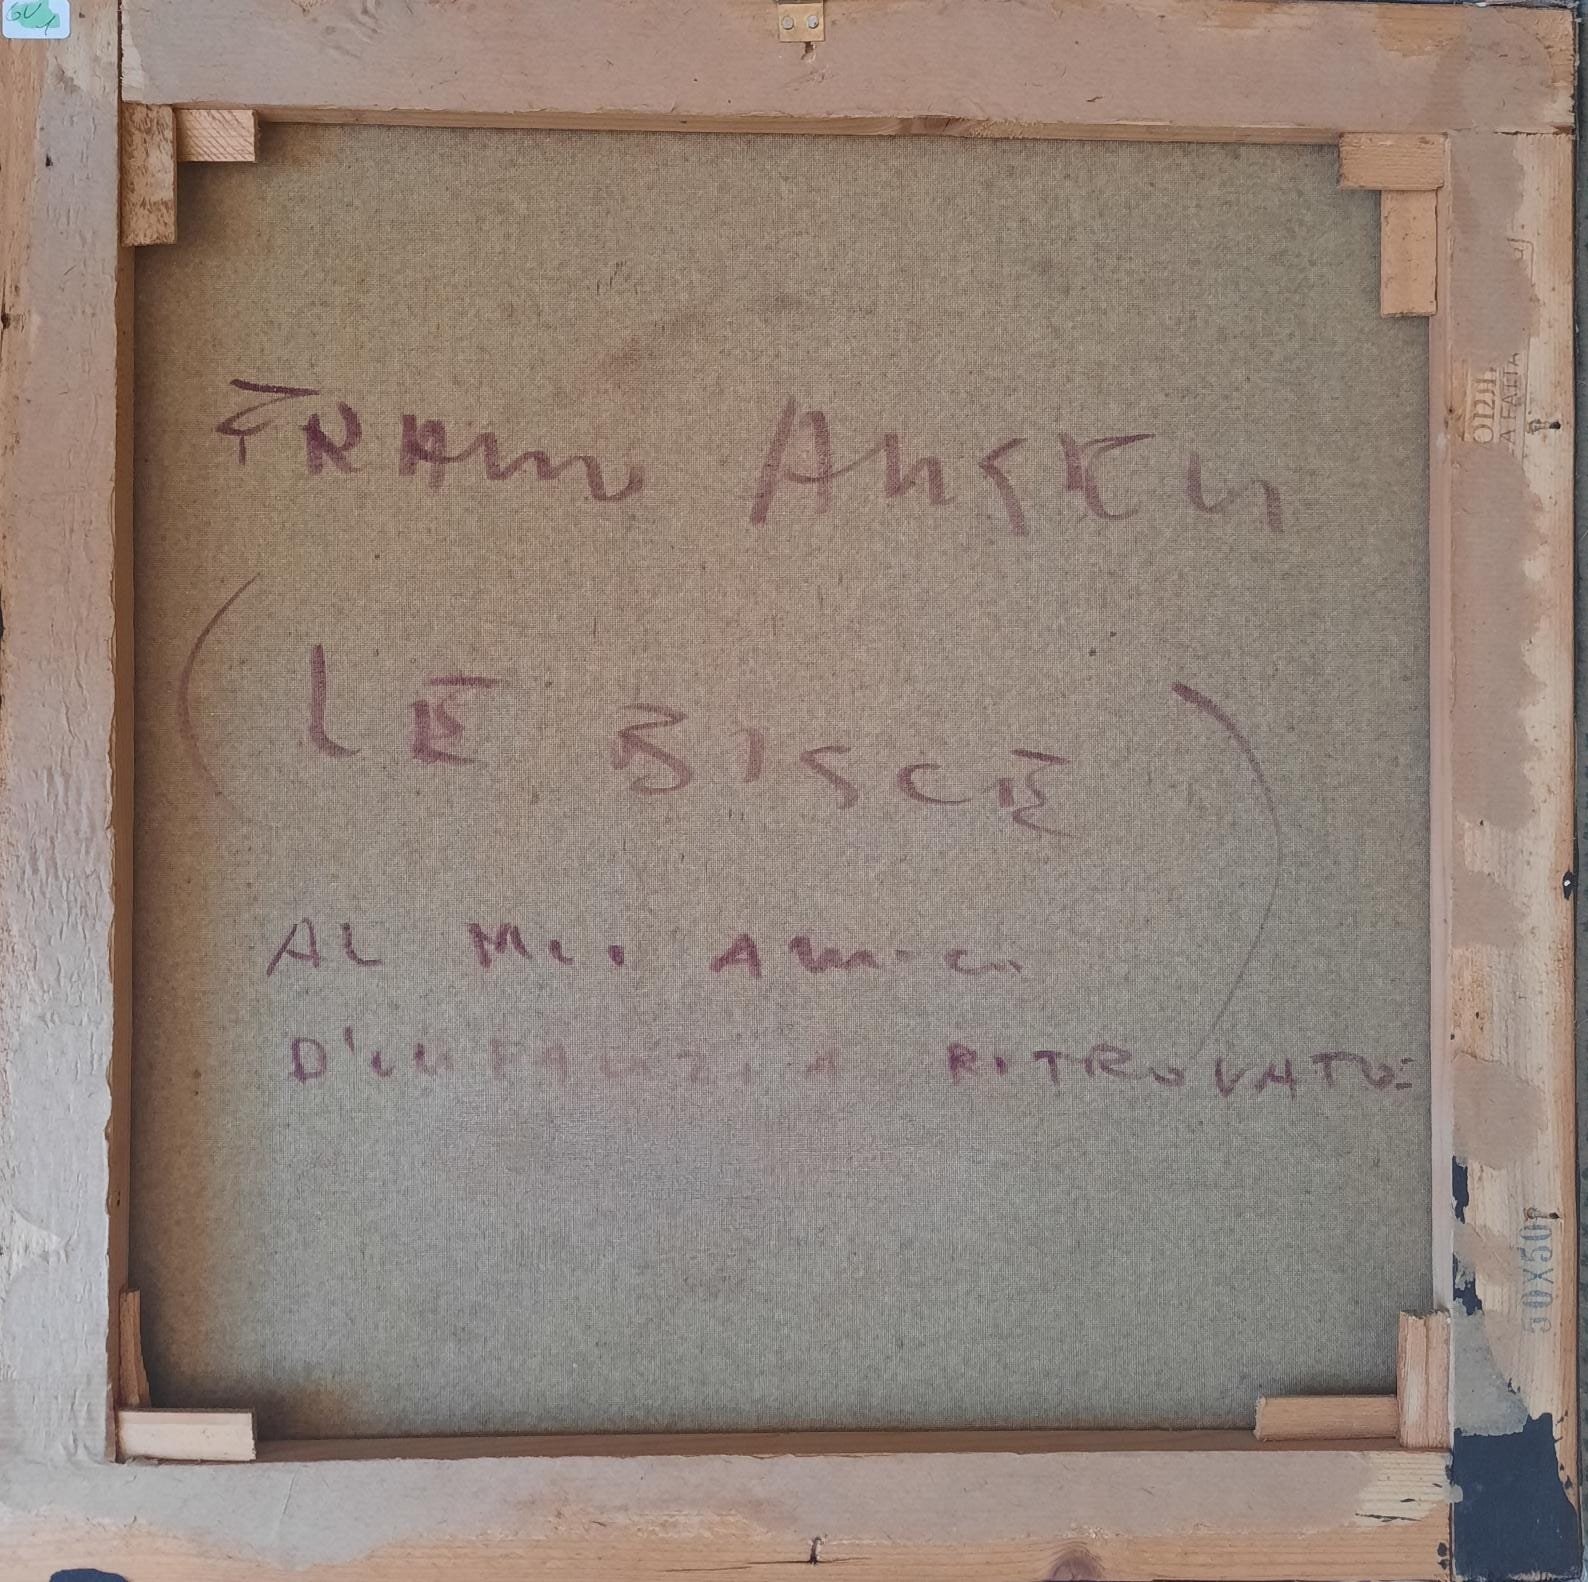 FRANCO ANGELI
(LE BISCE)
AL MIO AMICO
D'INFANZIA RITROVATO:
50X50